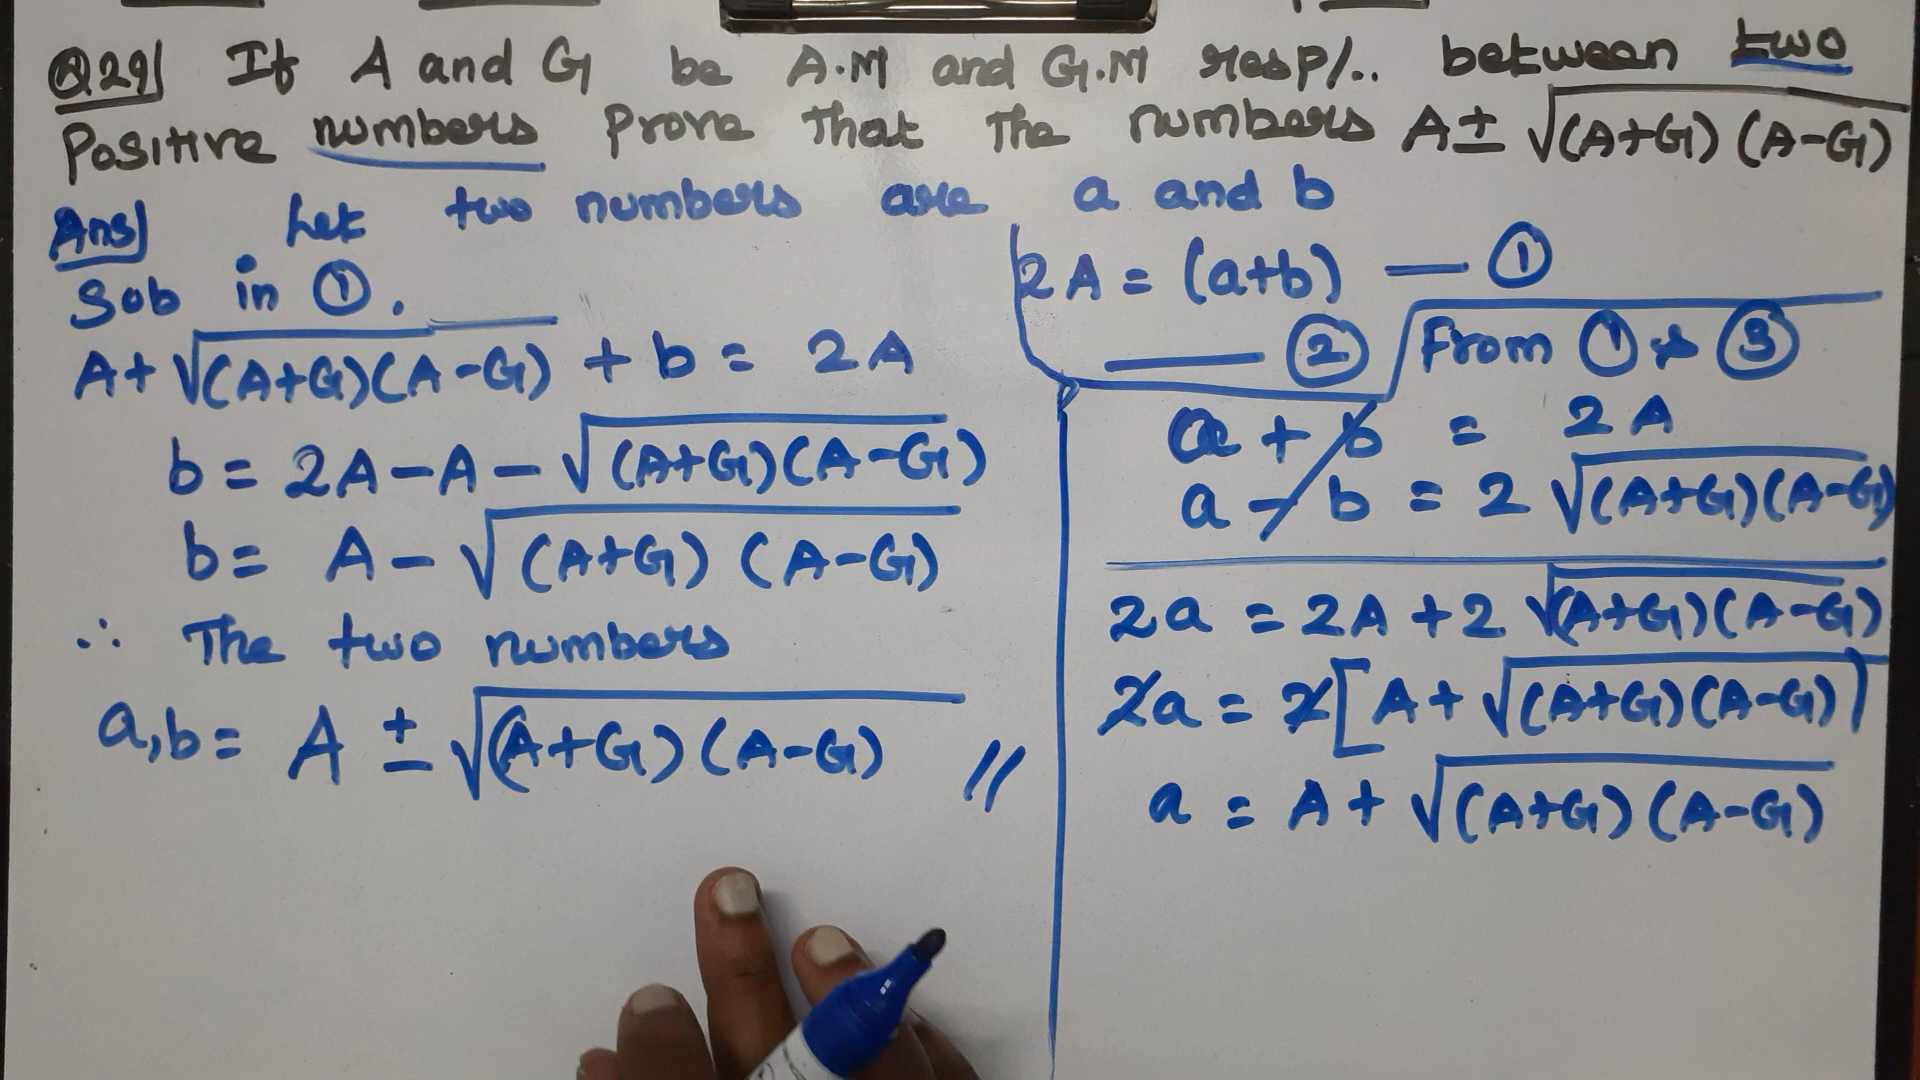 Q29) If A and G be A.M and G.M resp/.. between two
Positive numbers Prove that the numbers A ± √(A+G)(A-G)
Ans) Let two numbers are a and b
Sub in ①.
A+ √(A+G)(A-G) + b = 2A
b = 2A-A- √(A+G)(A-G)
b = A - √(A+G)(A-G)
∴ The two numbers
a,b = A ± √(A+G)(A-G) //
2A = (a+b) — ①
— ②
From ① & ③
a + b = 2A
a - b = 2 √(A+G)(A-G)
2a = 2A + 2 √(A+G)(A-G)
2a = 2[A + √(A+G)(A-G)]
a = A + √(A+G)(A-G)